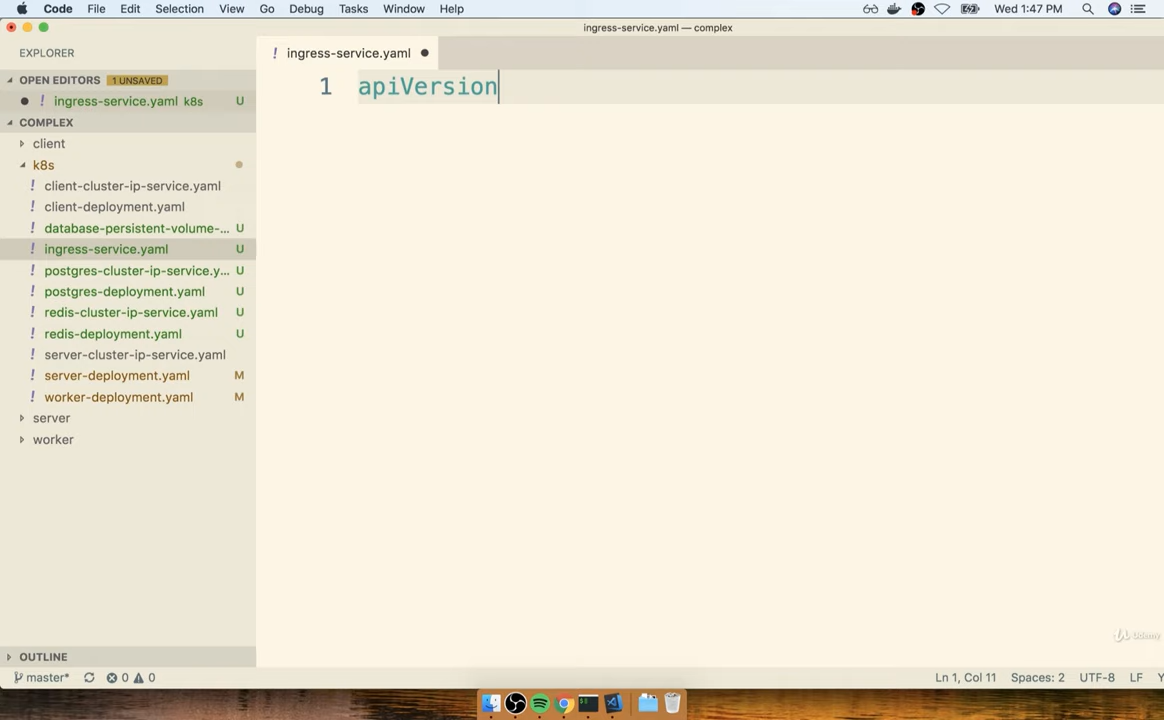 Code File Edit Selection View Go Debug Tasks Window Help Wed 1:47 PM
ingress-service.yaml — complex
EXPLORER
! ingress-service.yaml ●
OPEN EDITORS 1 UNSAVED
● ! ingress-service.yaml k8s U
1 apiVersion
COMPLEX
client
k8s
! client-cluster-ip-service.yaml
! client-deployment.yaml
! database-persistent-volume-... U
! ingress-service.yaml U
! postgres-cluster-ip-service.y... U
! postgres-deployment.yaml U
! redis-cluster-ip-service.yaml U
! redis-deployment.yaml U
! server-cluster-ip-service.yaml
! server-deployment.yaml M
! worker-deployment.yaml M
server
worker
Udemy
OUTLINE
master* 0 0 Ln 1, Col 11 Spaces: 2 UTF-8 LF Y